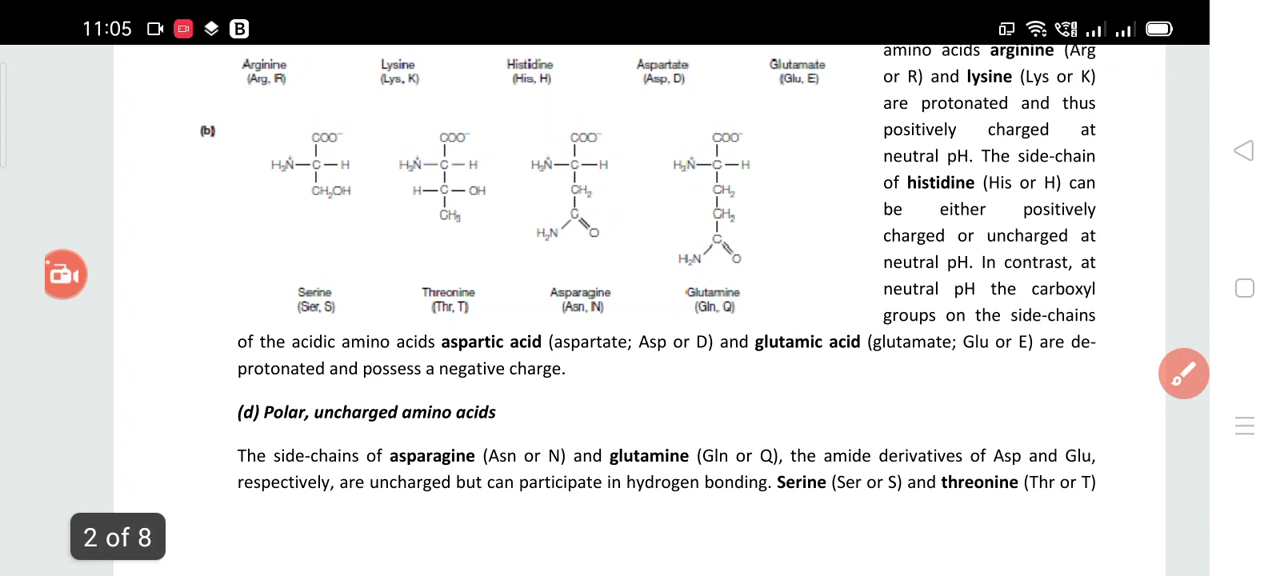 11:05
B
Arginine Lysine Histidine Aspartate Glutamate
(Arg, R) (Lys, K) (His, H) (Asp, D) (Glu, E)
amino acids arginine (Arg
or R) and lysine (Lys or K)
are protonated and thus
positively charged at
neutral pH. The side-chain
of histidine (His or H) can
be either positively
charged or uncharged at
neutral pH. In contrast, at
neutral pH the carboxyl
groups on the side-chains
(b)
COO⁻ COO⁻ COO⁻ COO⁻
H₃N⁺—C—H H₃N⁺—C—H H₃N⁺—C—H H₃N⁺—C—H
CH₂OH H—C—OH CH₂ CH₂
CH₃ C CH₂
H₂N O C
H₂N O
Serine Threonine Asparagine Glutamine
(Ser, S) (Thr, T) (Asn, N) (Gln, Q)
of the acidic amino acids aspartic acid (aspartate; Asp or D) and glutamic acid (glutamate; Glu or E) are de-
protonated and possess a negative charge.
(d) Polar, uncharged amino acids
The side-chains of asparagine (Asn or N) and glutamine (Gln or Q), the amide derivatives of Asp and Glu,
respectively, are uncharged but can participate in hydrogen bonding. Serine (Ser or S) and threonine (Thr or T)
2 of 8